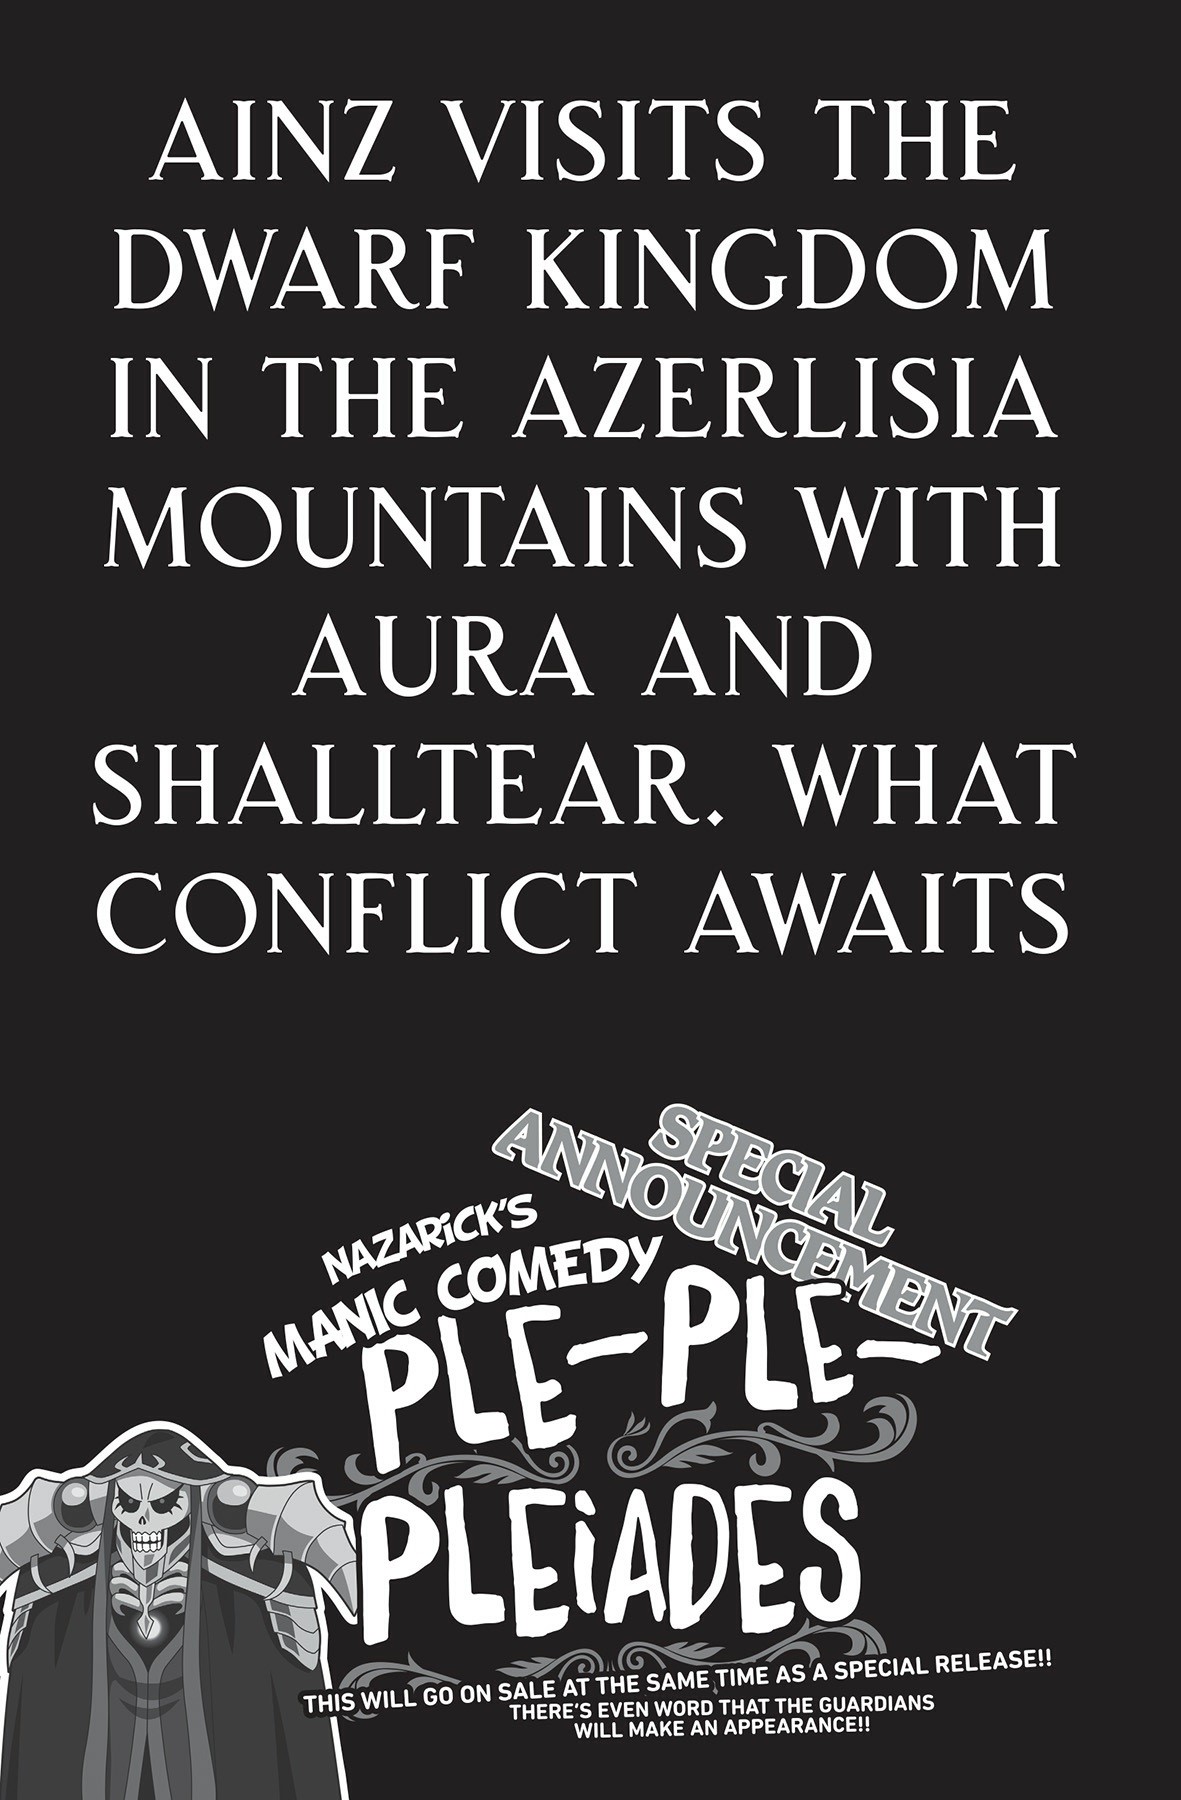 AINZ VISITS THE
DWARF KINGDOM
IN THE AZERLISIA
MOUNTAINS WITH
AURA AND
SHALLTEAR. WHAT
CONFLICT AWAITS
SPECIAL
ANNOUNCEMENT
NAZARiCK'S
MANIC COMEDY
PLE-PLE-
PLEiADES
THIS WILL GO ON SALE AT THE SAME TIME AS A SPECIAL RELEASE!!
THERE'S EVEN WORD THAT THE GUARDIANS
WILL MAKE AN APPEARANCE!!